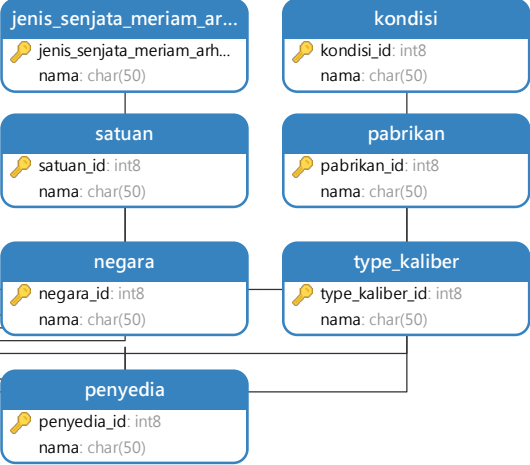 jenis_senjata_meriam_ar...
jenis_senjata_meriam_arh...
nama: char(50)
kondisi
kondisi_id: int8
nama: char(50)
satuan
satuan_id: int8
nama: char(50)
pabrikan
pabrikan_id: int8
nama: char(50)
negara
negara_id: int8
nama: char(50)
type_kaliber
type_kaliber_id: int8
nama: char(50)
penyedia
penyedia_id: int8
nama: char(50)